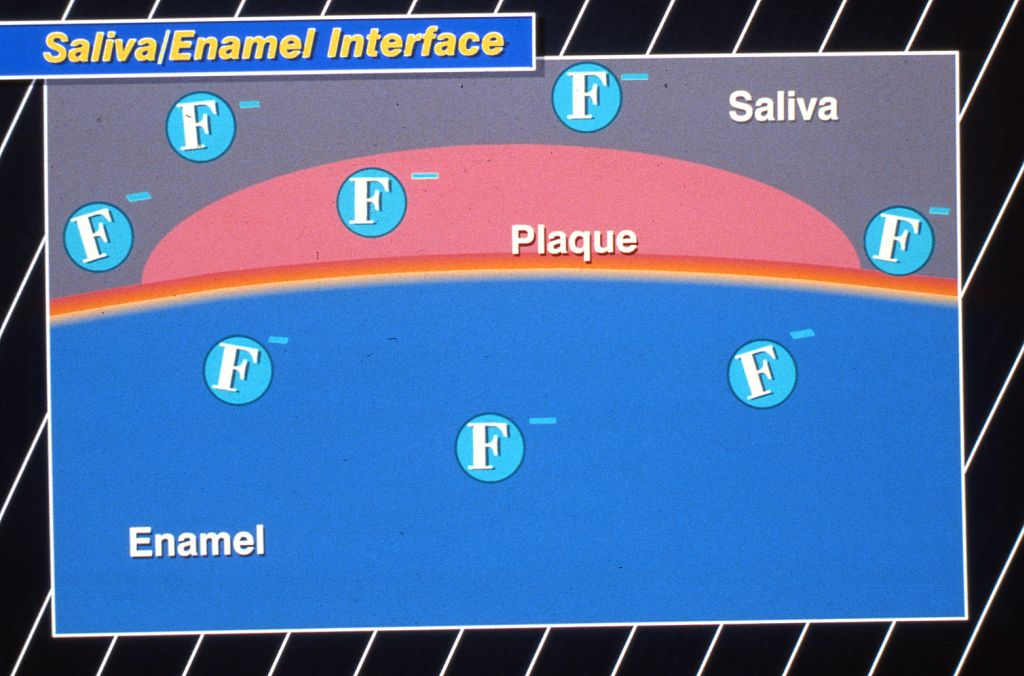 Saliva/Enamel Interface
F⁻
F⁻
Saliva
F⁻
F⁻
Plaque
F⁻
F⁻
F⁻
F⁻
Enamel